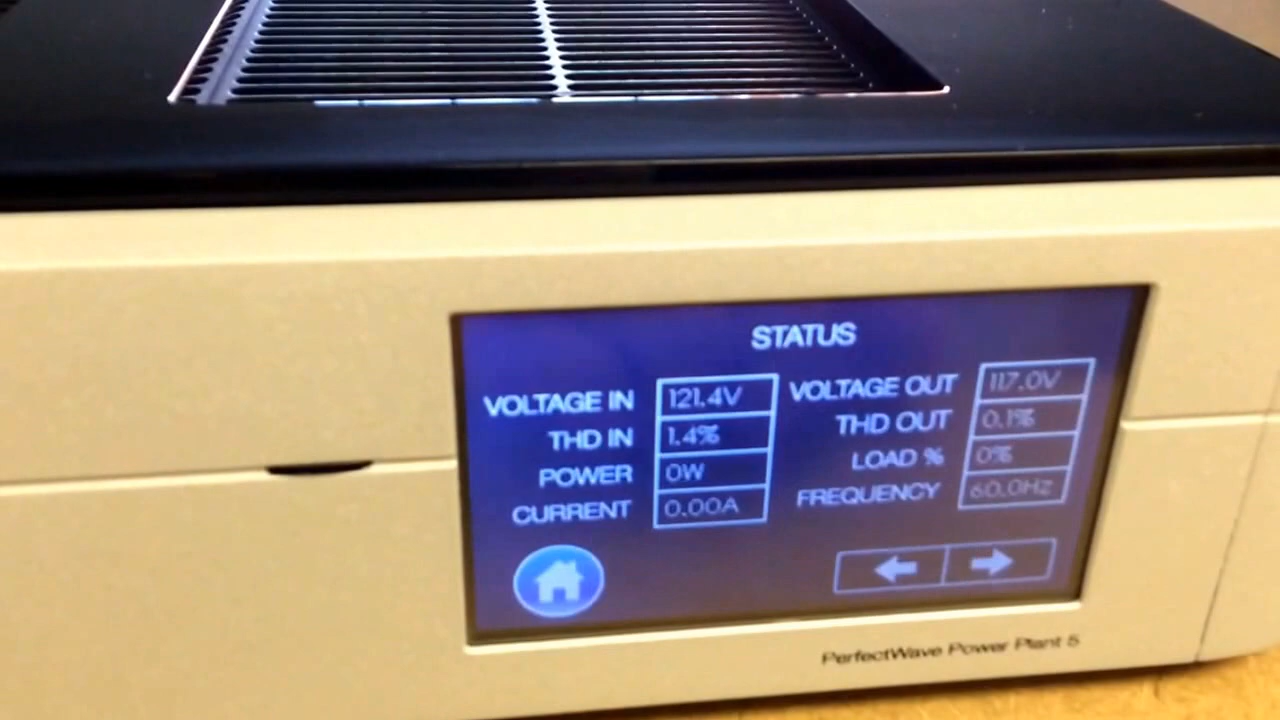 STATUS
VOLTAGE IN 121.4V VOLTAGE OUT 117.0V
THD IN 1.4% THD OUT 0.1%
POWER 0W LOAD % 0%
CURRENT 0.00A FREQUENCY 60.0Hz
PerfectWave Power Plant 5